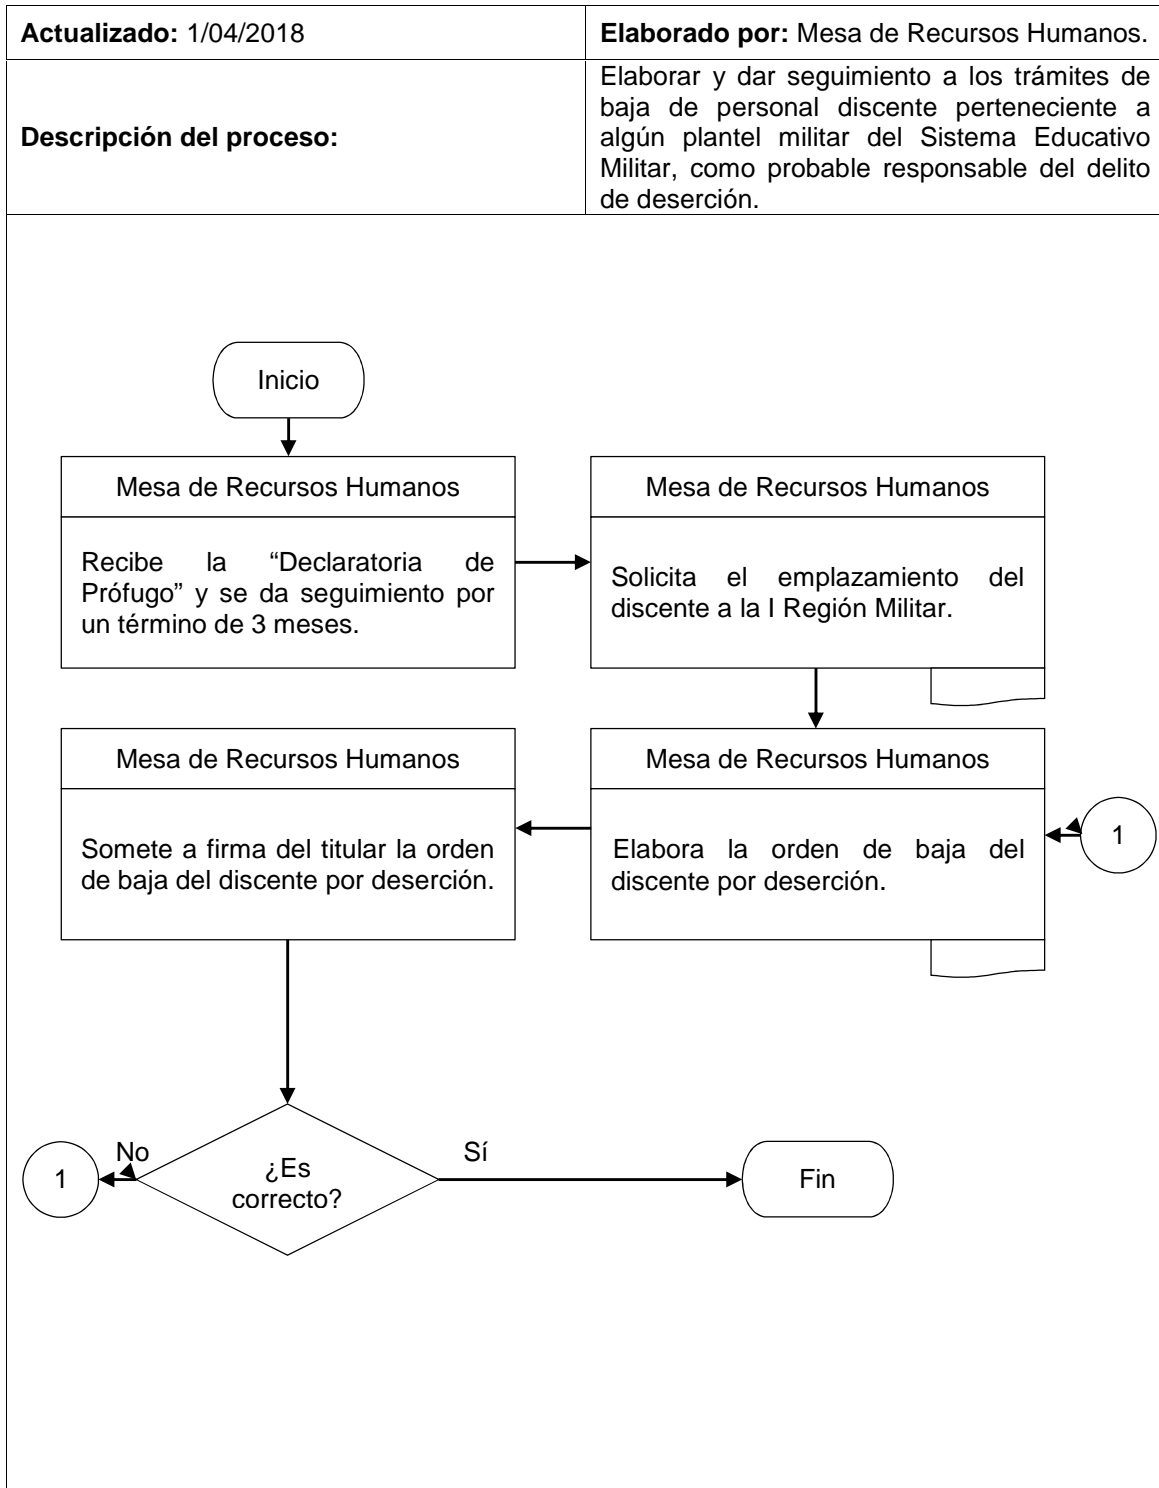 Actualizado: 1/04/2018
Elaborado por: Mesa de Recursos Humanos.
Descripción del proceso:
Elaborar y dar seguimiento a los trámites de
baja de personal discente perteneciente a
algún plantel militar del Sistema Educativo
Militar, como probable responsable del delito
de deserción.
Inicio
Mesa de Recursos Humanos
Recibe la “Declaratoria de
Prófugo” y se da seguimiento por
un término de 3 meses.
Mesa de Recursos Humanos
Solicita el emplazamiento del
discente a la I Región Militar.
Mesa de Recursos Humanos
Elabora la orden de baja del
discente por deserción.
1
Mesa de Recursos Humanos
Somete a firma del titular la orden
de baja del discente por deserción.
¿Es
correcto?
No
1
Sí
Fin